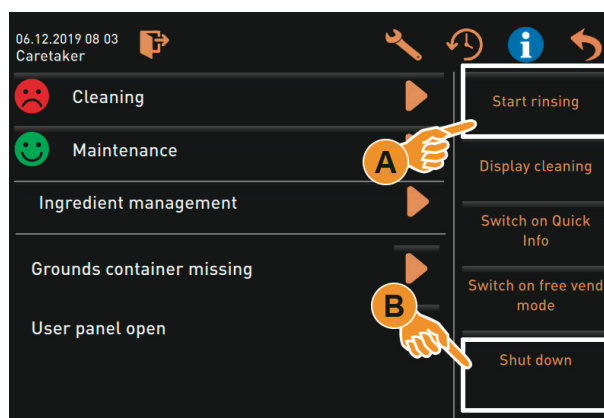 06.12.2019 08 03
Caretaker
i
Cleaning
Start rinsing
Maintenance
A
Display cleaning
Ingredient management
Switch on Quick
Info
Grounds container missing
Switch on free vend
mode
B
User panel open
Shut down